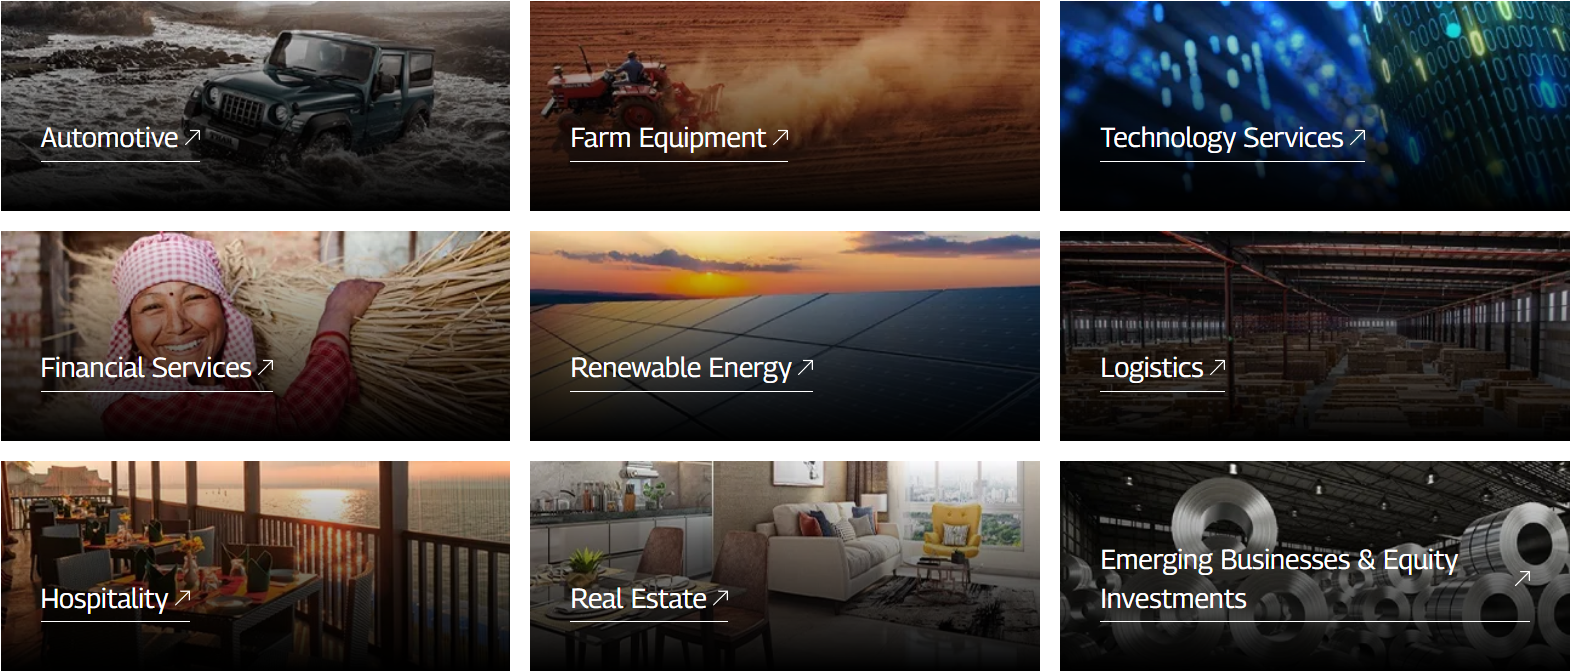 Automotive
Farm Equipment
Technology Services
Financial Services
Renewable Energy
Logistics
Hospitality
Real Estate
Emerging Businesses & Equity
Investments